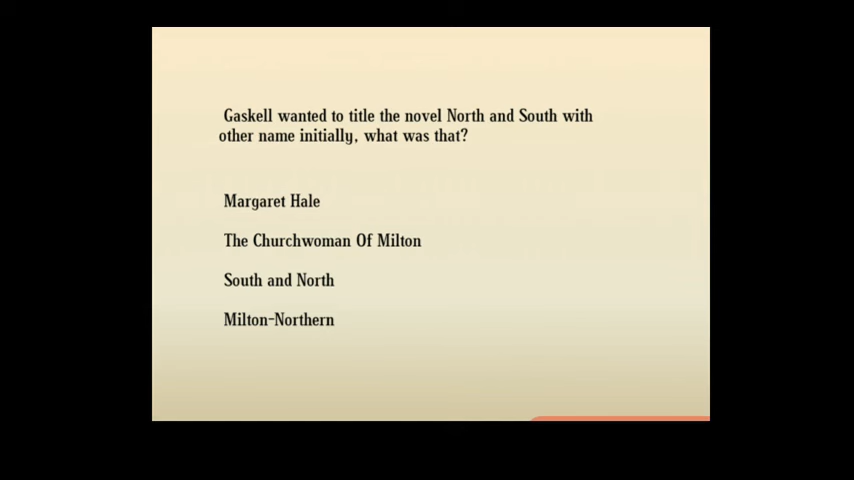 Gaskell wanted to title the novel North and South with
other name initially, what was that?
Margaret Hale
The Churchwoman Of Milton
South and North
Milton-Northern